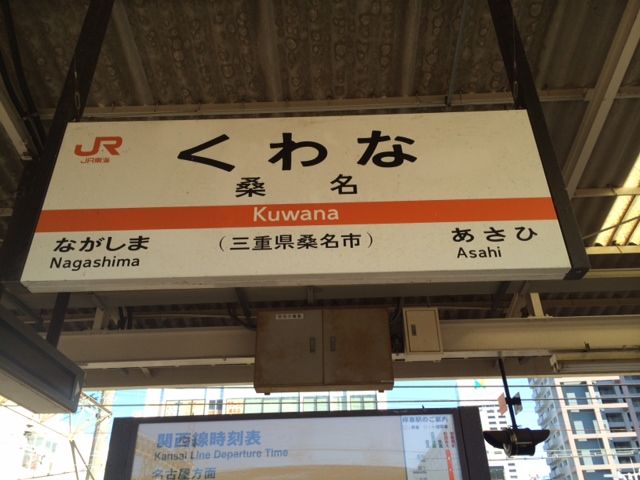 JR
JR東海
くわな
桑名
Kuwana
ながしま
Nagashima
(三重県桑名市)
あさひ
Asahi
関西線時刻表
Kansai Line Departure Time
名古屋方面